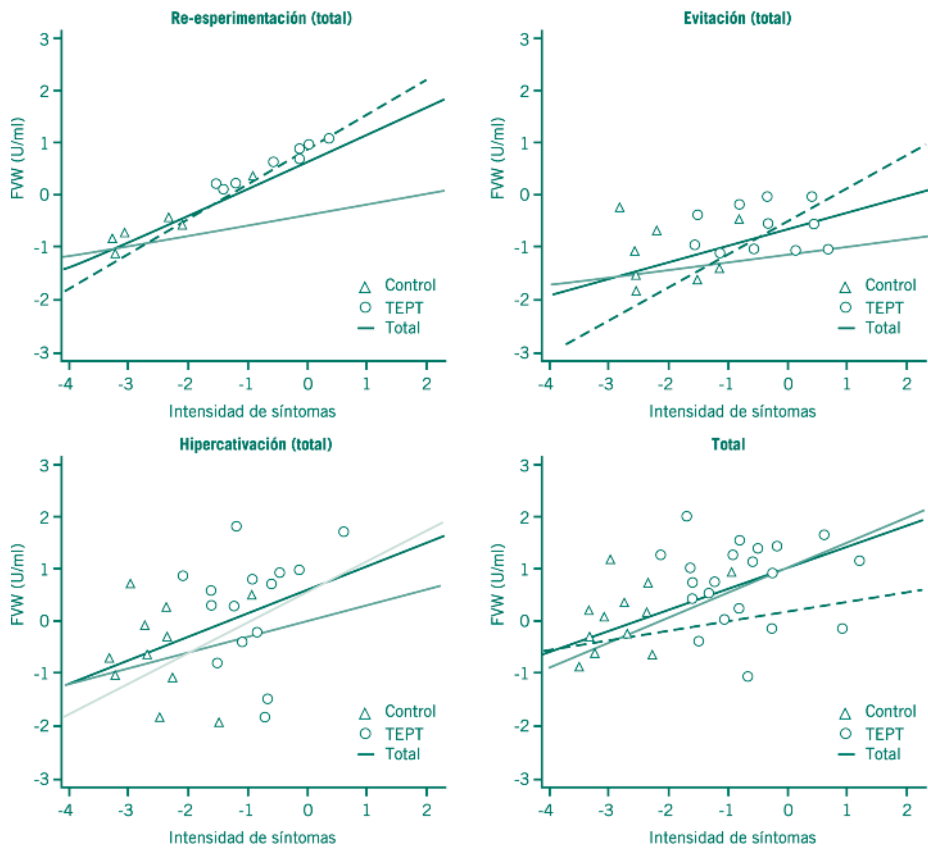 Re-esperimentación (total)
FVW (U/ml)
3
2
1
0
-1
-2
-3
Control
TEPT
Total
-4 -3 -2 -1 0 1 2
Intensidad de síntomas
Evitación (total)
FVW (U/ml)
3
2
1
0
-1
-2
-3
Control
TEPT
Total
-4 -3 -2 -1 0 1 2
Intensidad de síntomas
Hipercativación (total)
FVW (U/ml)
3
2
1
0
-1
-2
-3
Control
TEPT
Total
-4 -3 -2 -1 0 1 2
Intensidad de síntomas
Total
FVW (U/ml)
3
2
1
0
-1
-2
-3
Control
TEPT
Total
-4 -3 -2 -1 0 1 2
Intensidad de síntomas